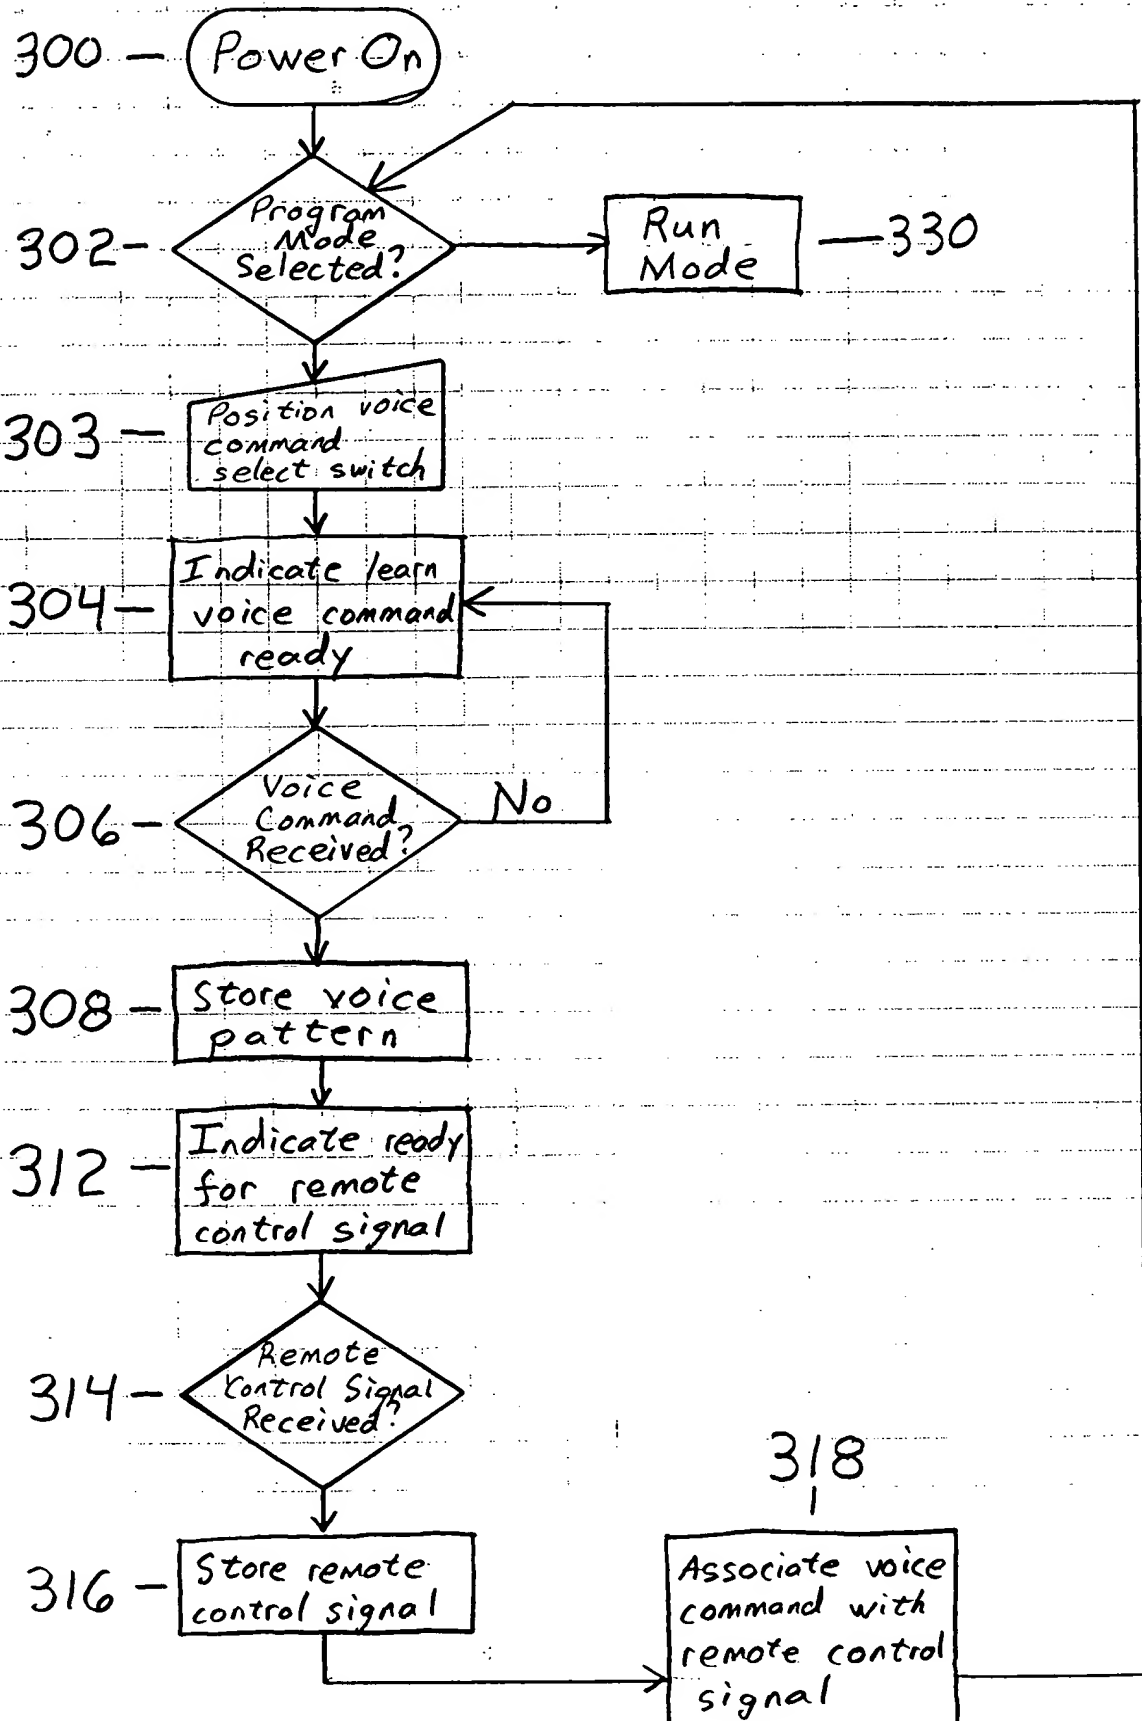 300
Power On
302
Program
Mode
Selected?
Run
Mode
330
303
Position voice
command
select switch
304
Indicate learn
voice command
ready
306
Voice
Command
Received?
No
308
Store voice
pattern
312
Indicate ready
for remote
control signal
314
Remote
Control Signal
Received?
316
Store remote
control signal
318
Associate voice
command with
remote control
signal